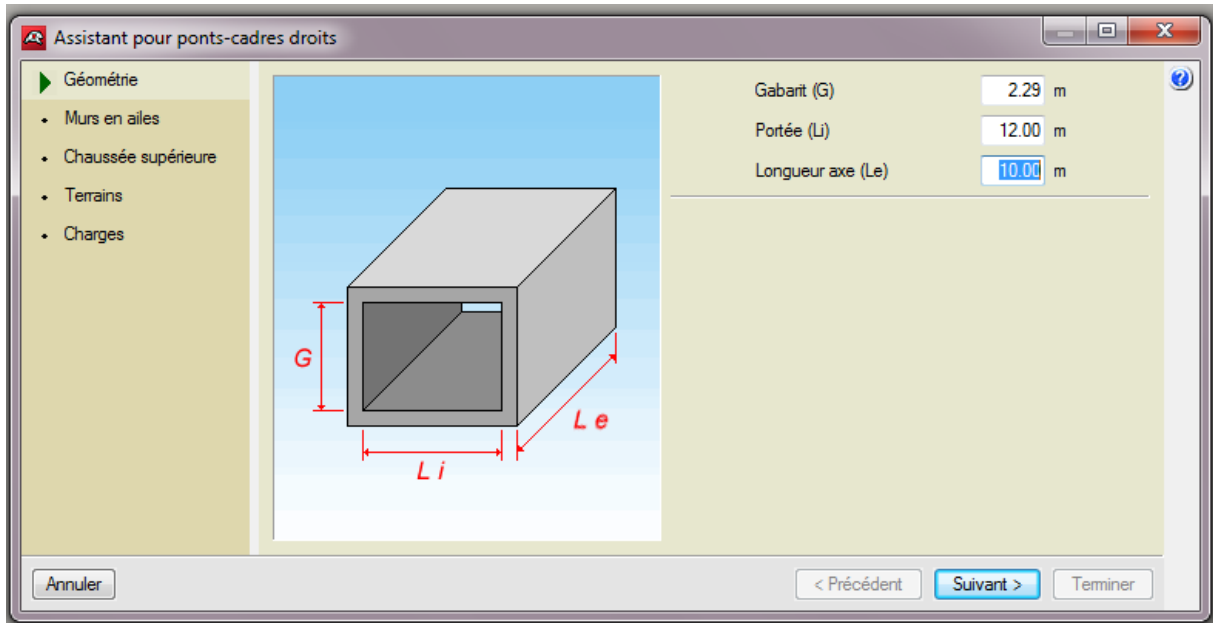 Assistant pour ponts-cadres droits
Géométrie
Murs en ailes
Chaussée supérieure
Terrains
Charges
G
L i
L e
Gabarit (G) 2.29 m
Portée (Li) 12.00 m
Longueur axe (Le) 10.00 m
Annuler
< Précédent
Suivant >
Terminer